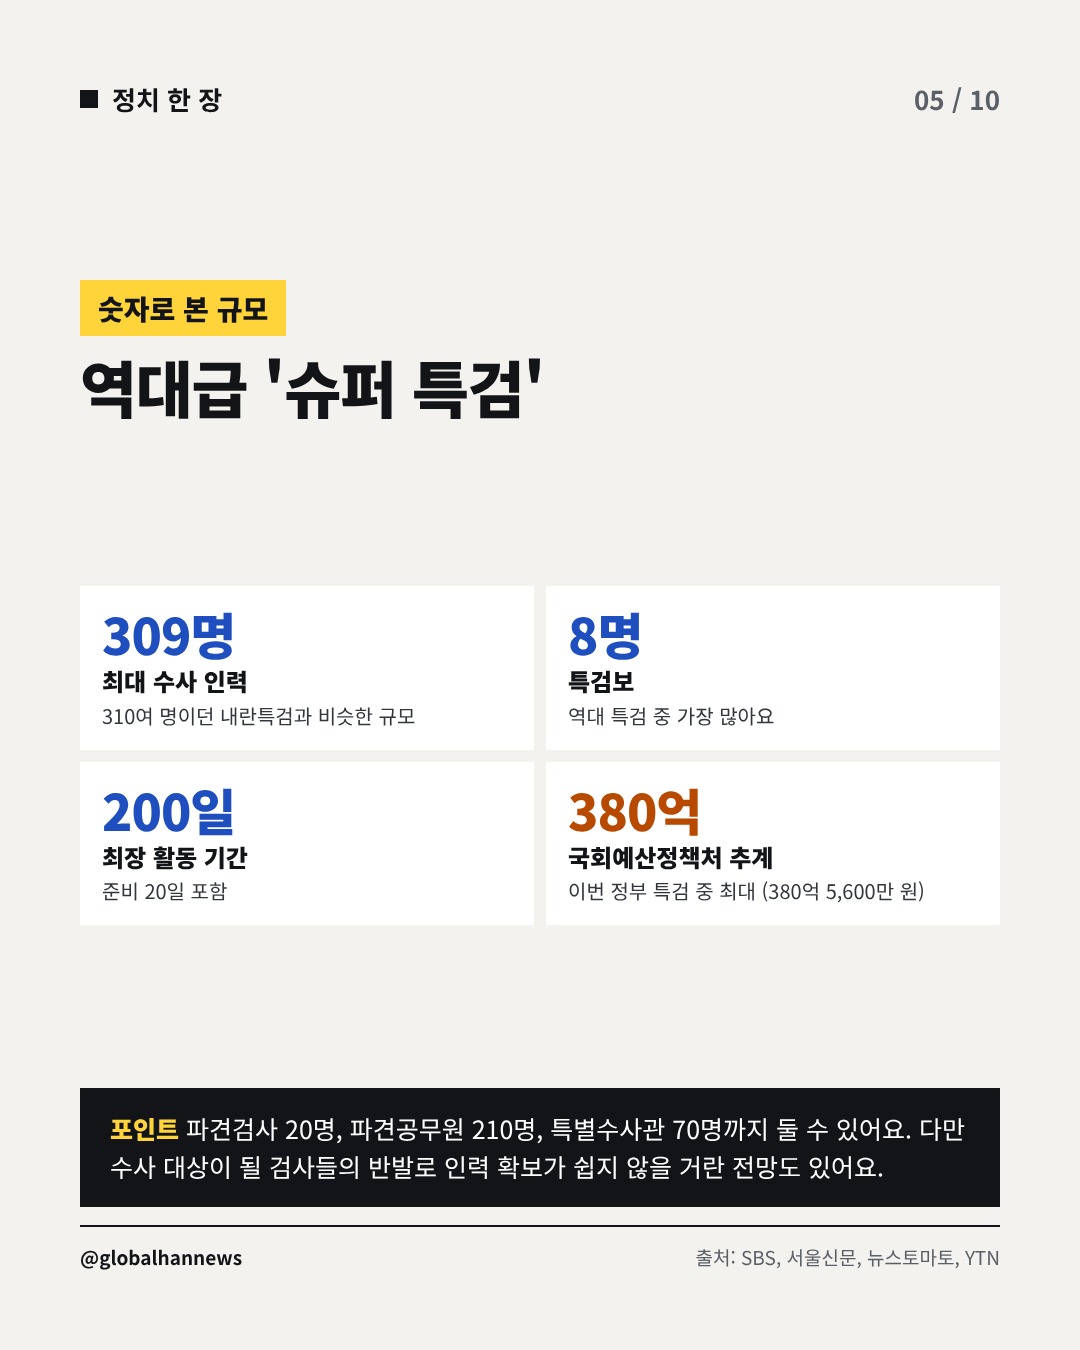 정치 한 장
05 / 10
숫자로 본 규모
역대급 '슈퍼 특검'
309명
최대 수사 인력
310여 명이던 내란특검과 비슷한 규모
8명
특검보
역대 특검 중 가장 많아요
200일
최장 활동 기간
준비 20일 포함
380억
국회예산정책처 추계
이번 정부 특검 중 최대 (380억 5,600만 원)
포인트 파견검사 20명, 파견공무원 210명, 특별수사관 70명까지 둘 수 있어요. 다만
수사 대상이 될 검사들의 반발로 인력 확보가 쉽지 않을 거란 전망도 있어요.
@globalhannews
출처: SBS, 서울신문, 뉴스토마토, YTN